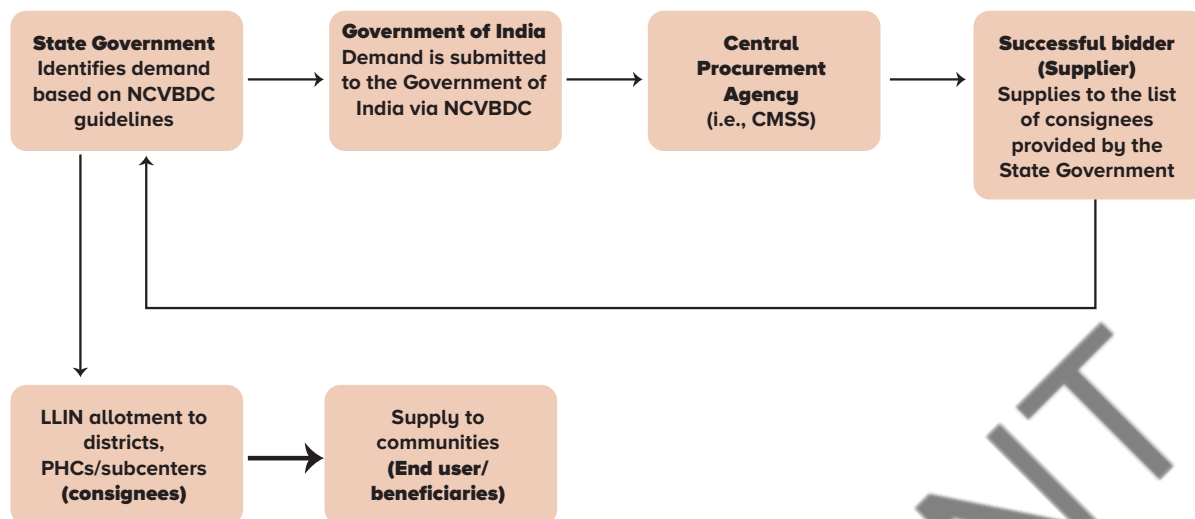 State Government
Identifies demand
based on NCVBDC
guidelines
Government of India
Demand is submitted
to the Government of
India via NCVBDC
Central
Procurement
Agency
(i.e., CMSS)
Successful bidder
(Supplier)
Supplies to the list
of consignees
provided by the
State Government
LLIN allotment to
districts,
PHCs/subcenters
(consignees)
Supply to
communities
(End user/
beneficiaries)